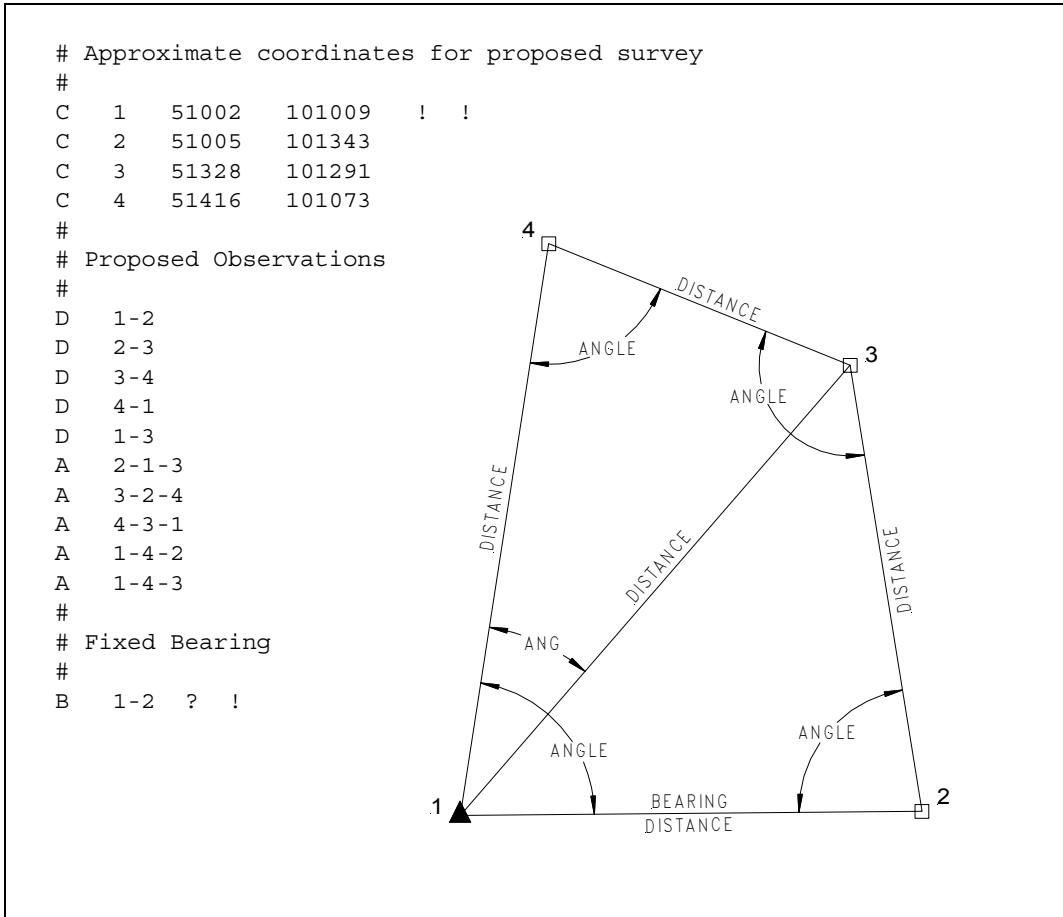 # Approximate coordinates for proposed survey
#
C 1 51002 101009 ! !
C 2 51005 101343
C 3 51328 101291
C 4 51416 101073
#
# Proposed Observations
#
D 1-2
D 2-3
D 3-4
D 4-1
D 1-3
A 2-1-3
A 3-2-4
A 4-3-1
A 1-4-2
A 1-4-3
#
# Fixed Bearing
#
B 1-2 ? !
4
DISTANCE
3
ANGLE
ANGLE
DISTANCE
DISTANCE
DISTANCE
ANG
ANGLE
ANGLE
1
BEARING
2
DISTANCE